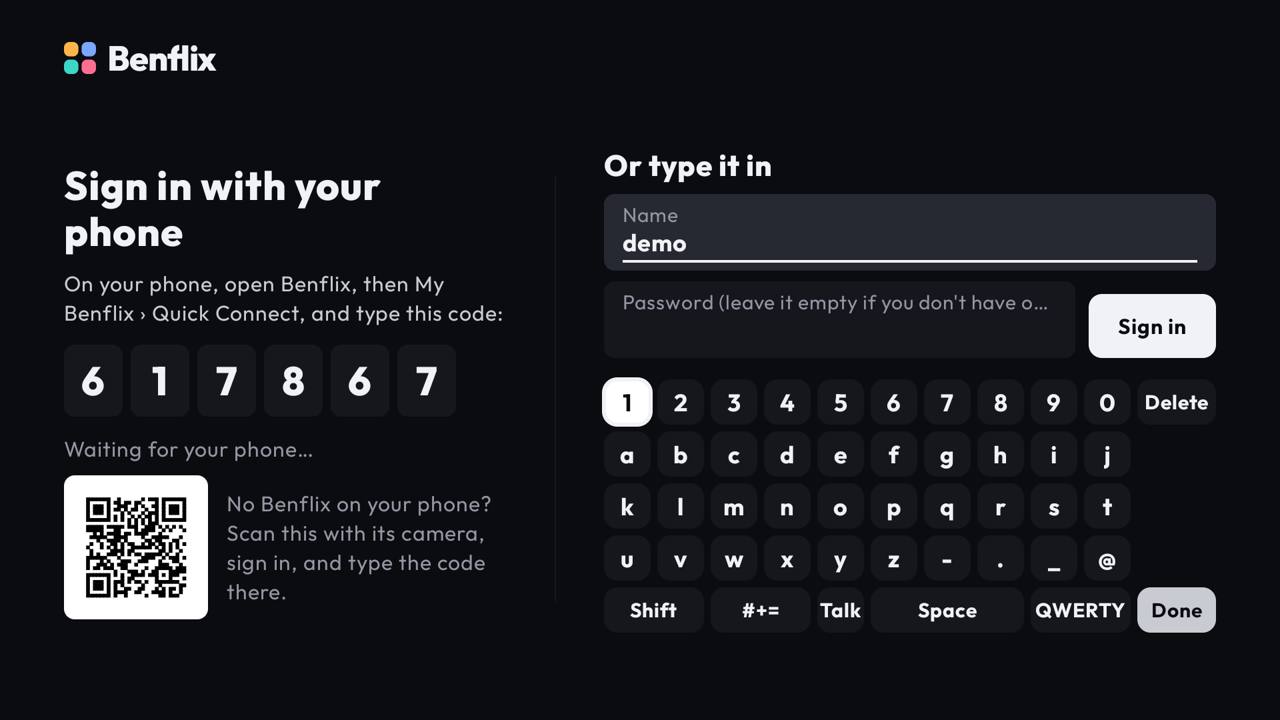 Benflix
Sign in with your
phone
On your phone, open Benflix, then My
Benflix › Quick Connect, and type this code:
6 1 7 8 6 7
Waiting for your phone...
No Benflix on your phone?
Scan this with its camera,
sign in, and type the code
there.
Or type it in
Name
demo
Password (leave it empty if you don't have o...
Sign in
1 2 3 4 5 6 7 8 9 0 Delete
a b c d e f g h i j
k l m n o p q r s t
u v w x y z - . _ @
Shift #+= Talk Space QWERTY Done